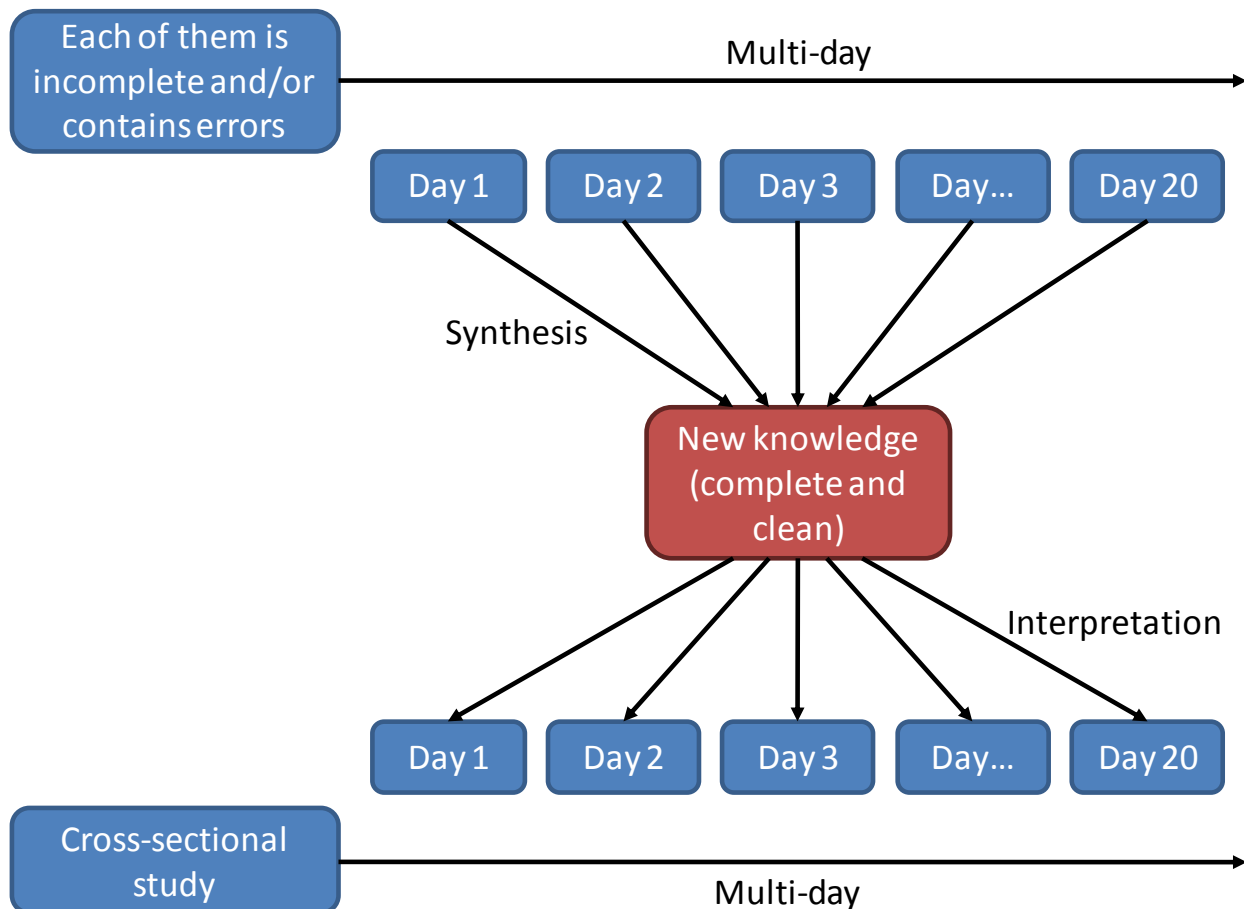 Each of them is
incomplete and/or
contains errors
Multi-day
Day 1
Day 2
Day 3
Day...
Day 20
Synthesis
New knowledge
(complete and
clean)
Interpretation
Day 1
Day 2
Day 3
Day...
Day 20
Cross-sectional
study
Multi-day